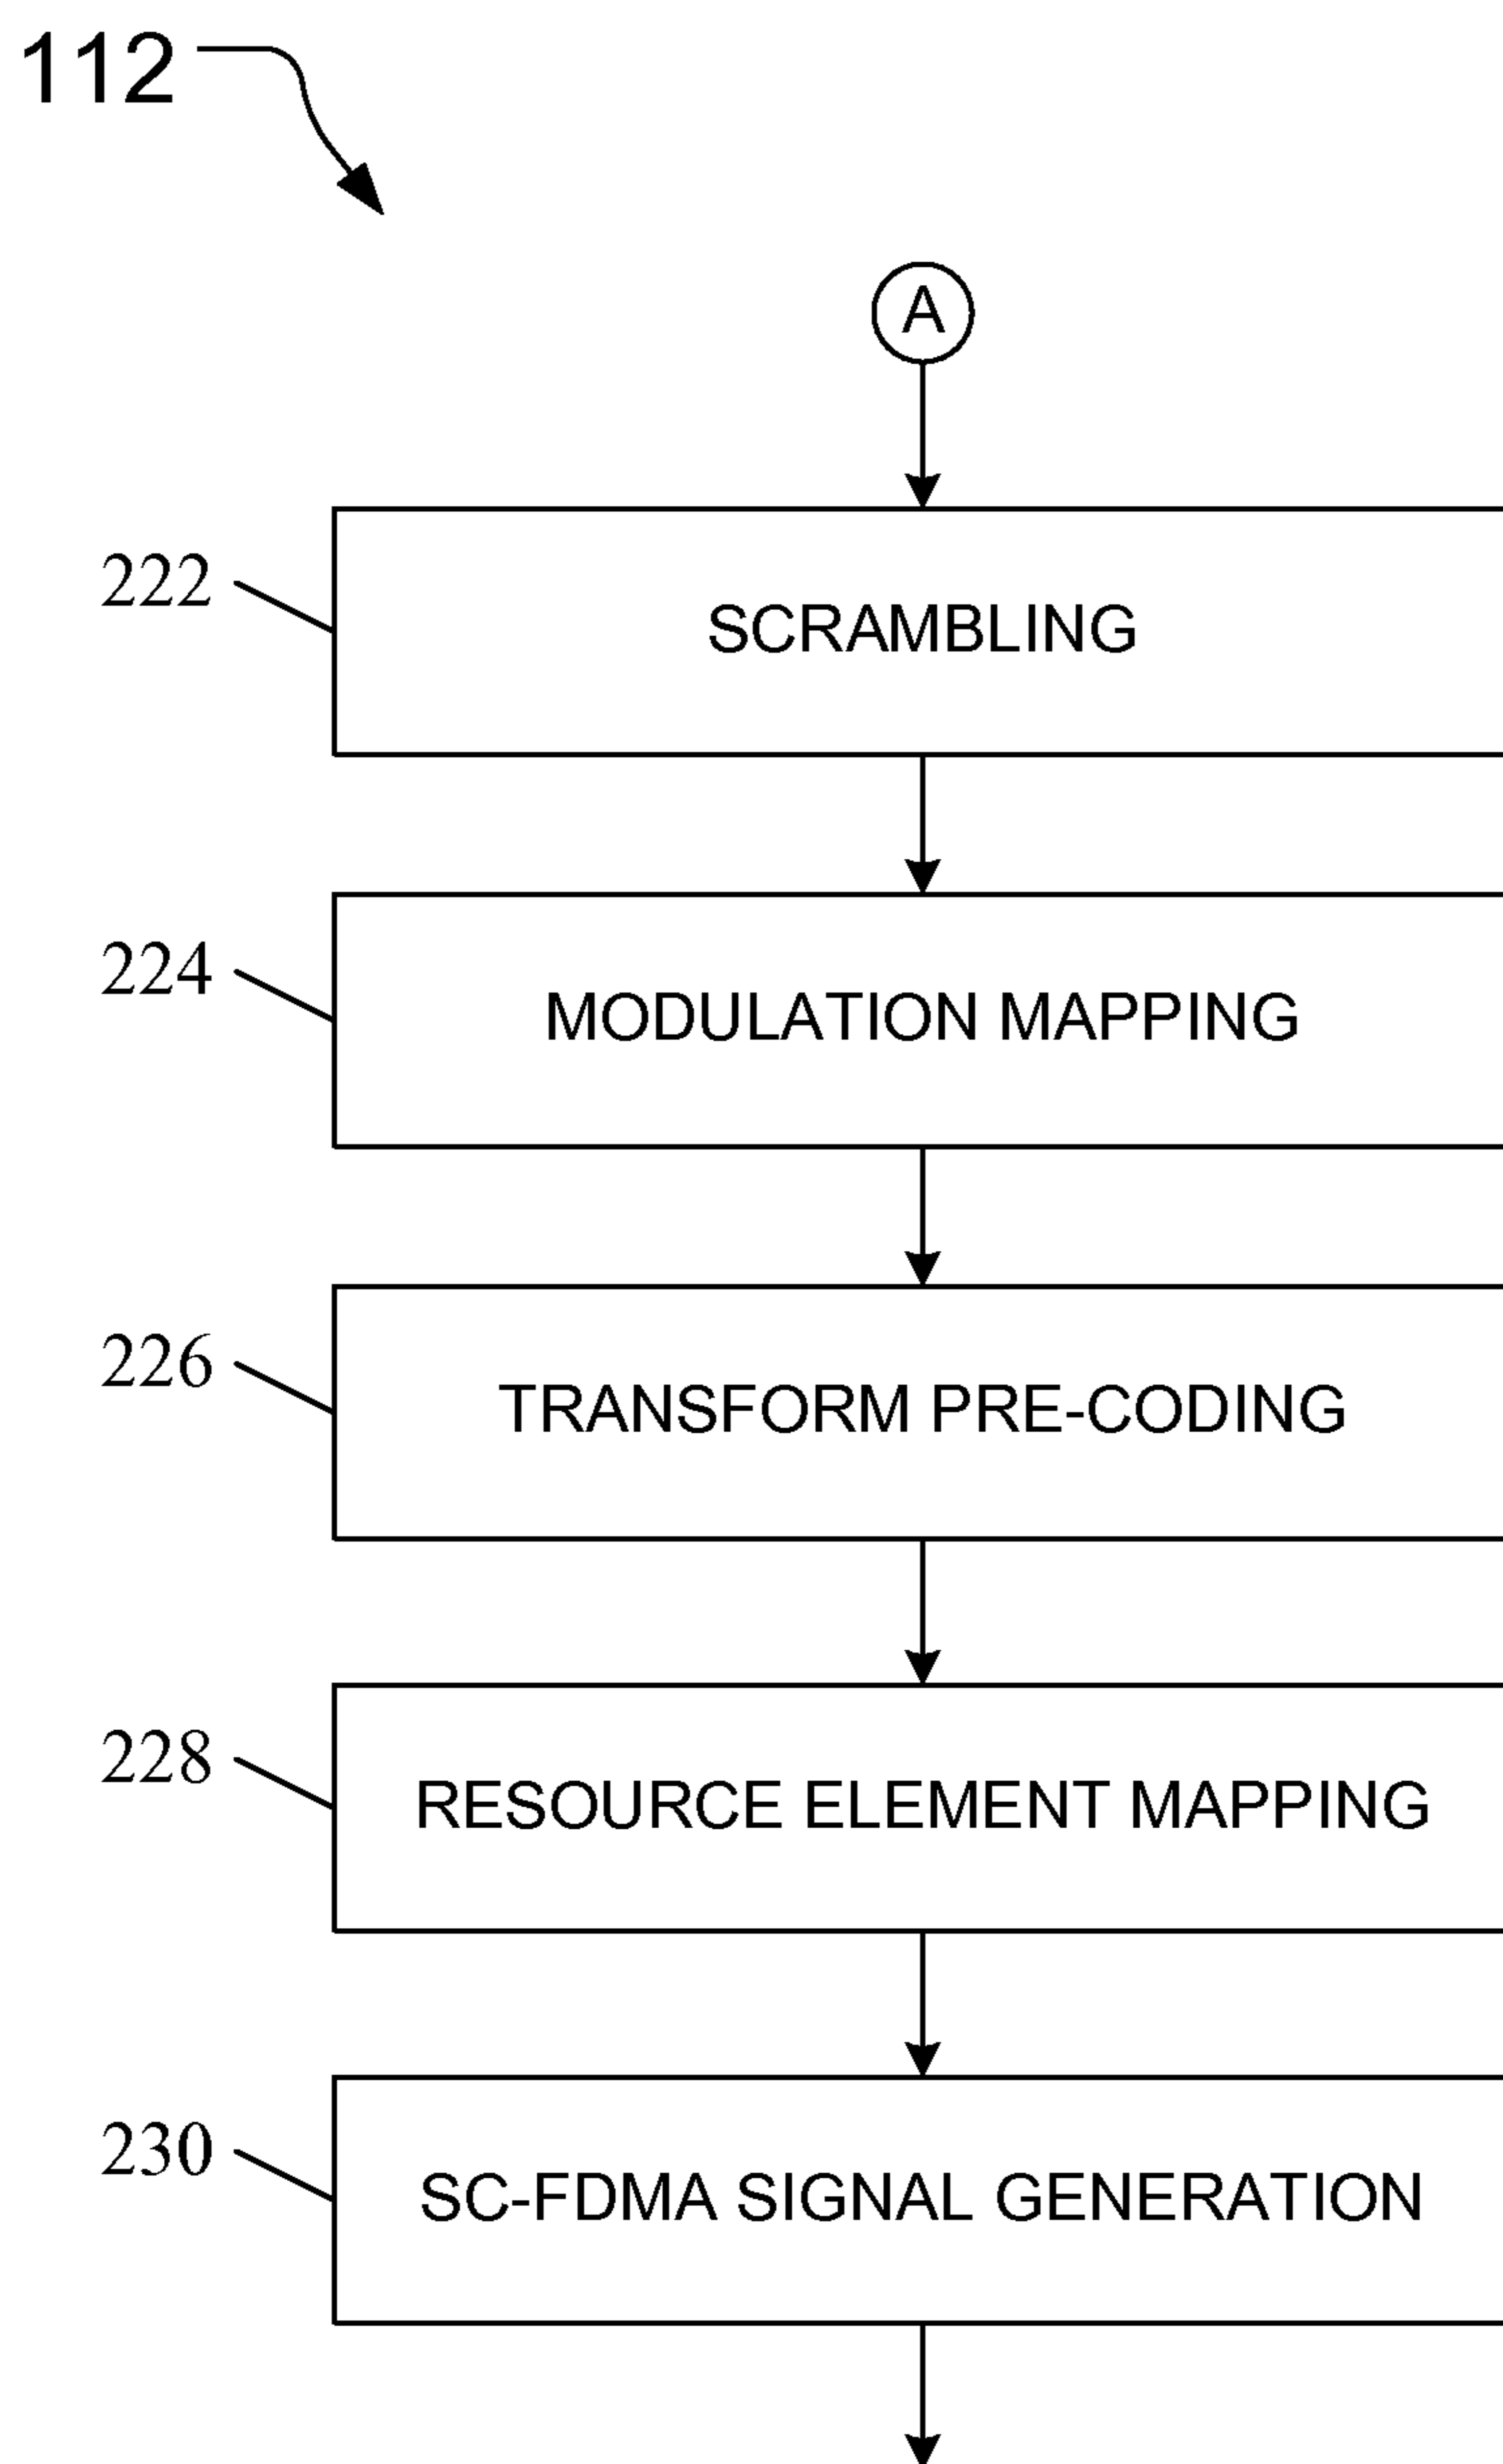 112
A
222
SCRAMBLING
224
MODULATION MAPPING
226
TRANSFORM PRE-CODING
228
RESOURCE ELEMENT MAPPING
230
SC-FDMA SIGNAL GENERATION